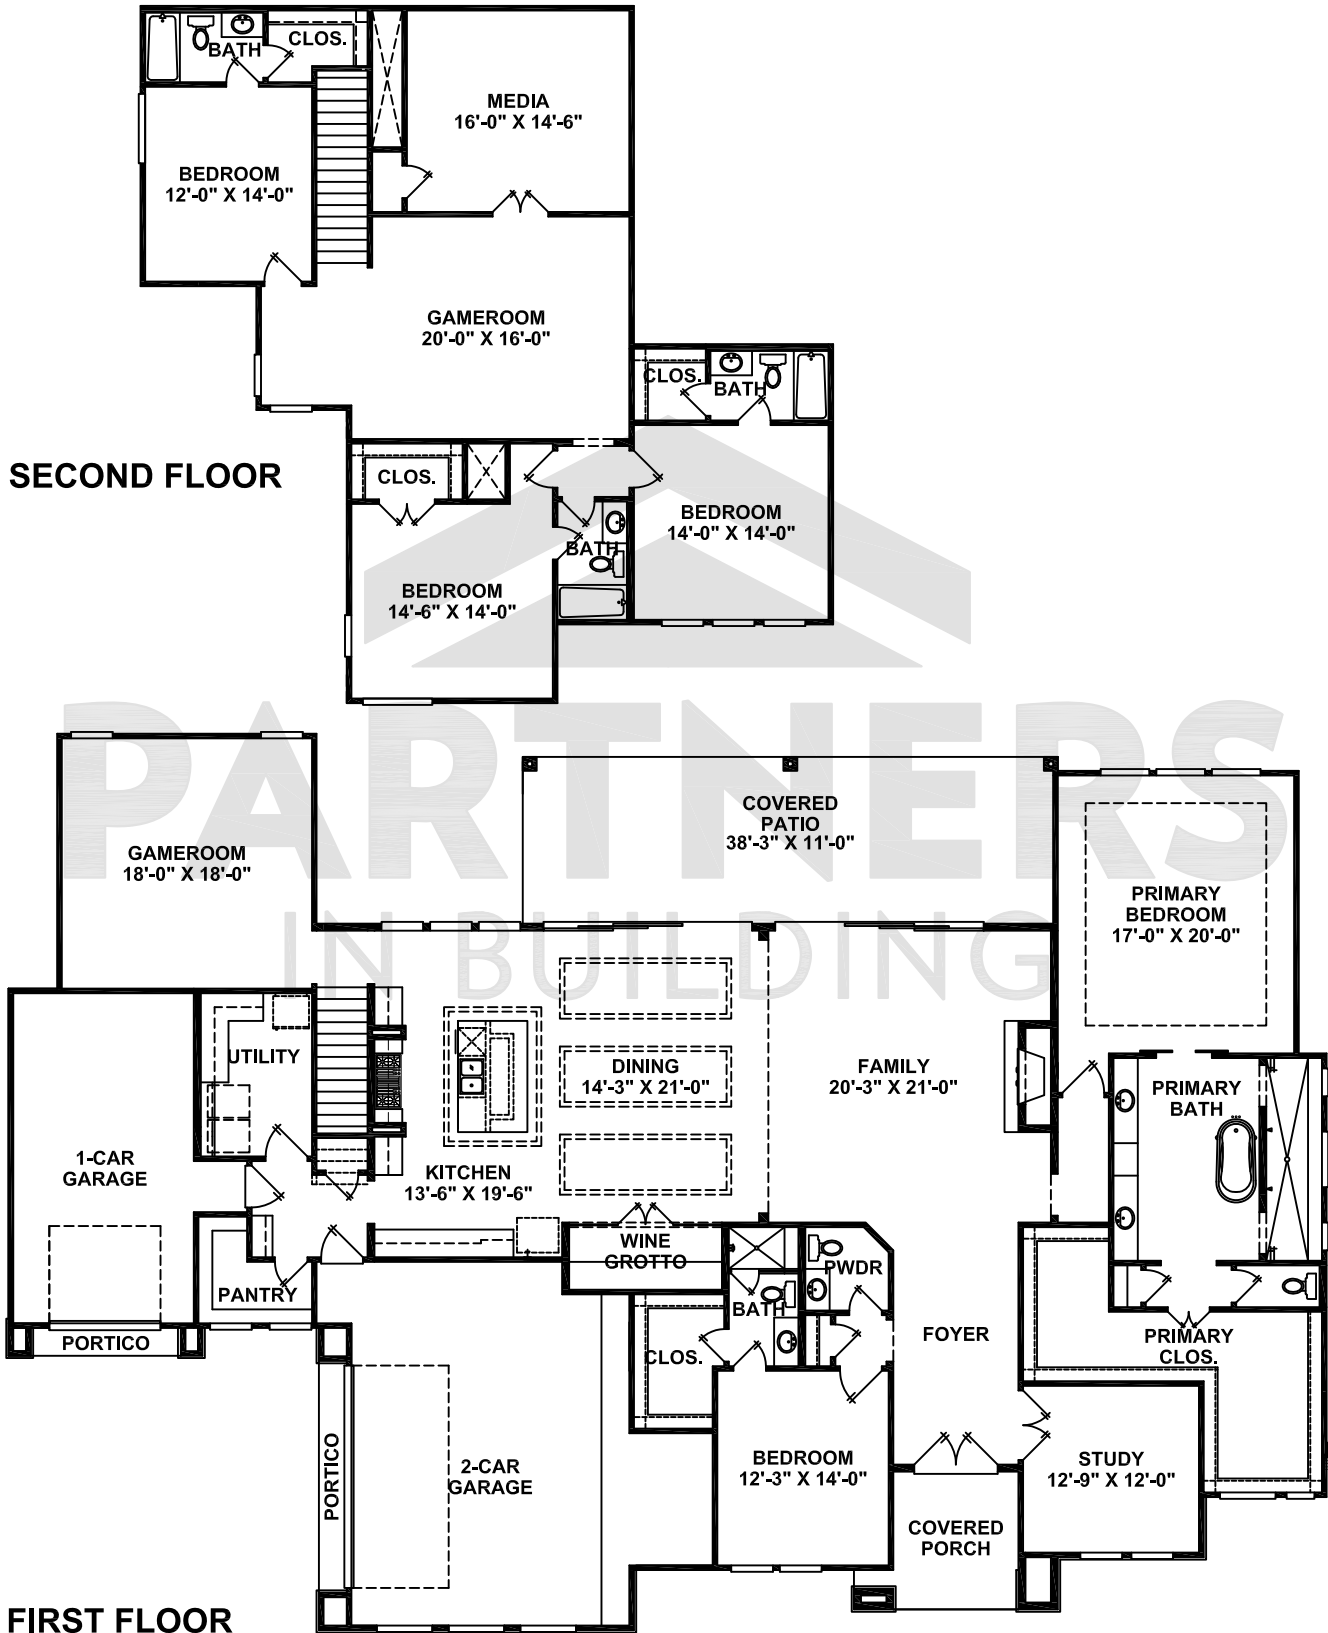 BATH
CLOS.
MEDIA
16'-0" X 14'-6"
BEDROOM
12'-0" X 14'-0"
GAMEROOM
20'-0" X 16'-0"
CLOS.
BATH
SECOND FLOOR
CLOS.
BEDROOM
14'-0" X 14'-0"
BATH
BEDROOM
14'-6" X 14'-0"
PARTNERS
IN BUILDING
GAMEROOM
18'-0" X 18'-0"
COVERED
PATIO
38'-3" X 11'-0"
PRIMARY
BEDROOM
17'-0" X 20'-0"
UTILITY
DINING
14'-3" X 21'-0"
FAMILY
20'-3" X 21'-0"
PRIMARY
BATH
1-CAR
GARAGE
KITCHEN
13'-6" X 19'-6"
WINE
GROTTO
PWDR
PANTRY
BATH
PORTICO
CLOS.
FOYER
PRIMARY
CLOS.
PORTICO
2-CAR
GARAGE
BEDROOM
12'-3" X 14'-0"
STUDY
12'-9" X 12'-0"
COVERED
PORCH
FIRST FLOOR